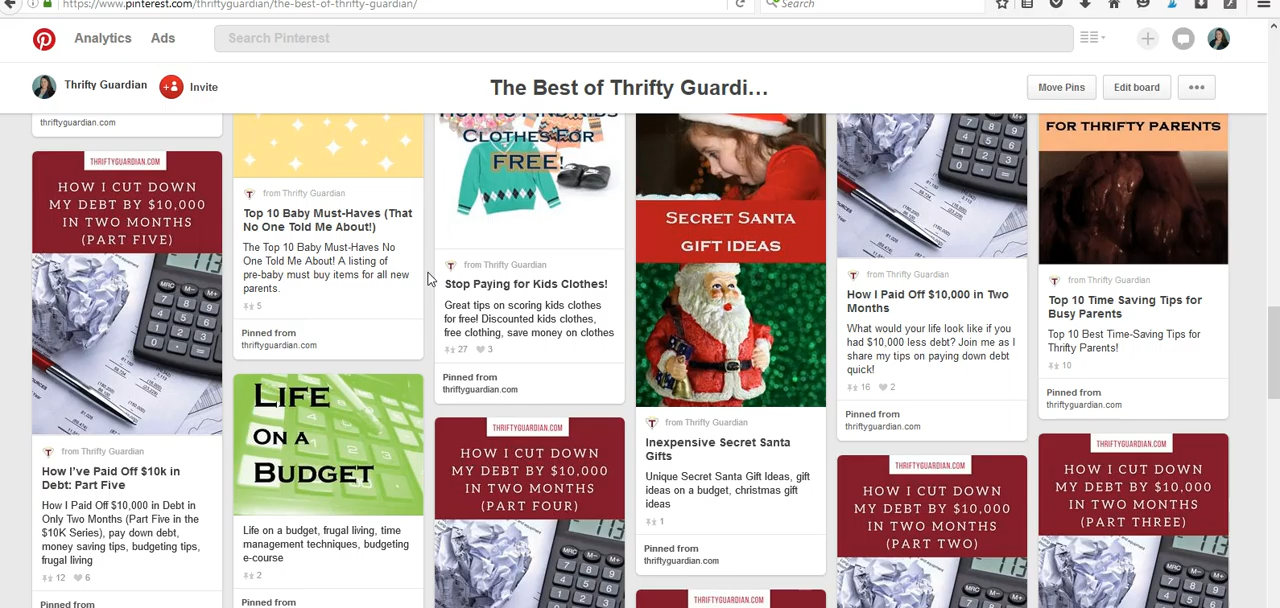 https://www.pinterest.com/thriftyguardian/the-best-of-thrifty-guardian/
Search
Analytics
Ads
Search Pinterest
Thrifty Guardian
Invite
The Best of Thrifty Guardi...
Move Pins
Edit board
thriftyguardian.com
THRIFTYGUARDIAN.COM
HOW I CUT DOWN
MY DEBT BY $10,000
IN TWO MONTHS
(PART FIVE)
from Thrifty Guardian
How I've Paid Off $10k in
Debt: Part Five
How I Paid Off $10,000 in Debt in
Only Two Months (Part Five in the
$10K Series), pay down debt,
money saving tips, budgeting tips,
frugal living
12 6
Pinned from
from Thrifty Guardian
Top 10 Baby Must-Haves (That
No One Told Me About!)
The Top 10 Baby Must-Haves No
One Told Me About! A listing of
pre-baby must buy items for all new
parents.
5
Pinned from
thriftyguardian.com
LIFE
ON A
BUDGET
Life on a budget, frugal living, time
management techniques, budgeting
e-course
2
Pinned from
HOW TO FIND KIDS
CLOTHES FOR
FREE!
from Thrifty Guardian
Stop Paying for Kids Clothes!
Great tips on scoring kids clothes
for free! Discounted kids clothes,
free clothing, save money on clothes
27 3
Pinned from
thriftyguardian.com
THRIFTYGUARDIAN.COM
HOW I CUT DOWN
MY DEBT BY $10,000
IN TWO MONTHS
(PART FOUR)
SECRET SANTA
GIFT IDEAS
from Thrifty Guardian
Inexpensive Secret Santa
Gifts
Unique Secret Santa Gift Ideas, gift
ideas on a budget, christmas gift
ideas
1
Pinned from
thriftyguardian.com
THRIFTYGUARDIAN.COM
from Thrifty Guardian
How I Paid Off $10,000 in Two
Months
What would your life look like if you
had $10,000 less debt? Join me as I
share my tips on paying down debt
quick!
16 2
Pinned from
thriftyguardian.com
THRIFTYGUARDIAN.COM
HOW I CUT DOWN
MY DEBT BY $10,000
IN TWO MONTHS
(PART TWO)
FOR THRIFTY PARENTS
from Thrifty Guardian
Top 10 Time Saving Tips for
Busy Parents
Top 10 Best Time-Saving Tips for
Thrifty Parents!
10
Pinned from
thriftyguardian.com
THRIFTYGUARDIAN.COM
HOW I CUT DOWN
MY DEBT BY $10,000
IN TWO MONTHS
(PART THREE)